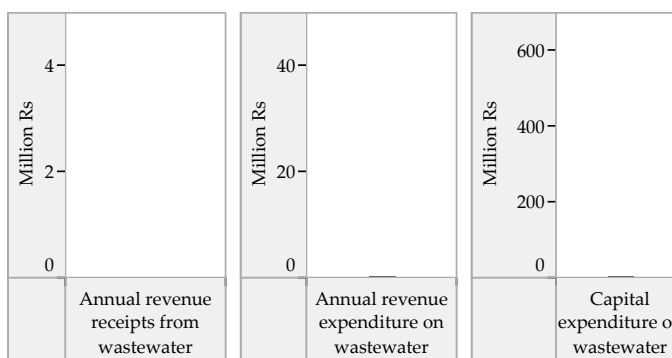 4
2
0
Million Rs
Annual revenue
receipts from
wastewater
40
20
0
Million Rs
Annual revenue
expenditure on
wastewater
600
400
200
0
Million Rs
Capital
expenditure o
wastewater